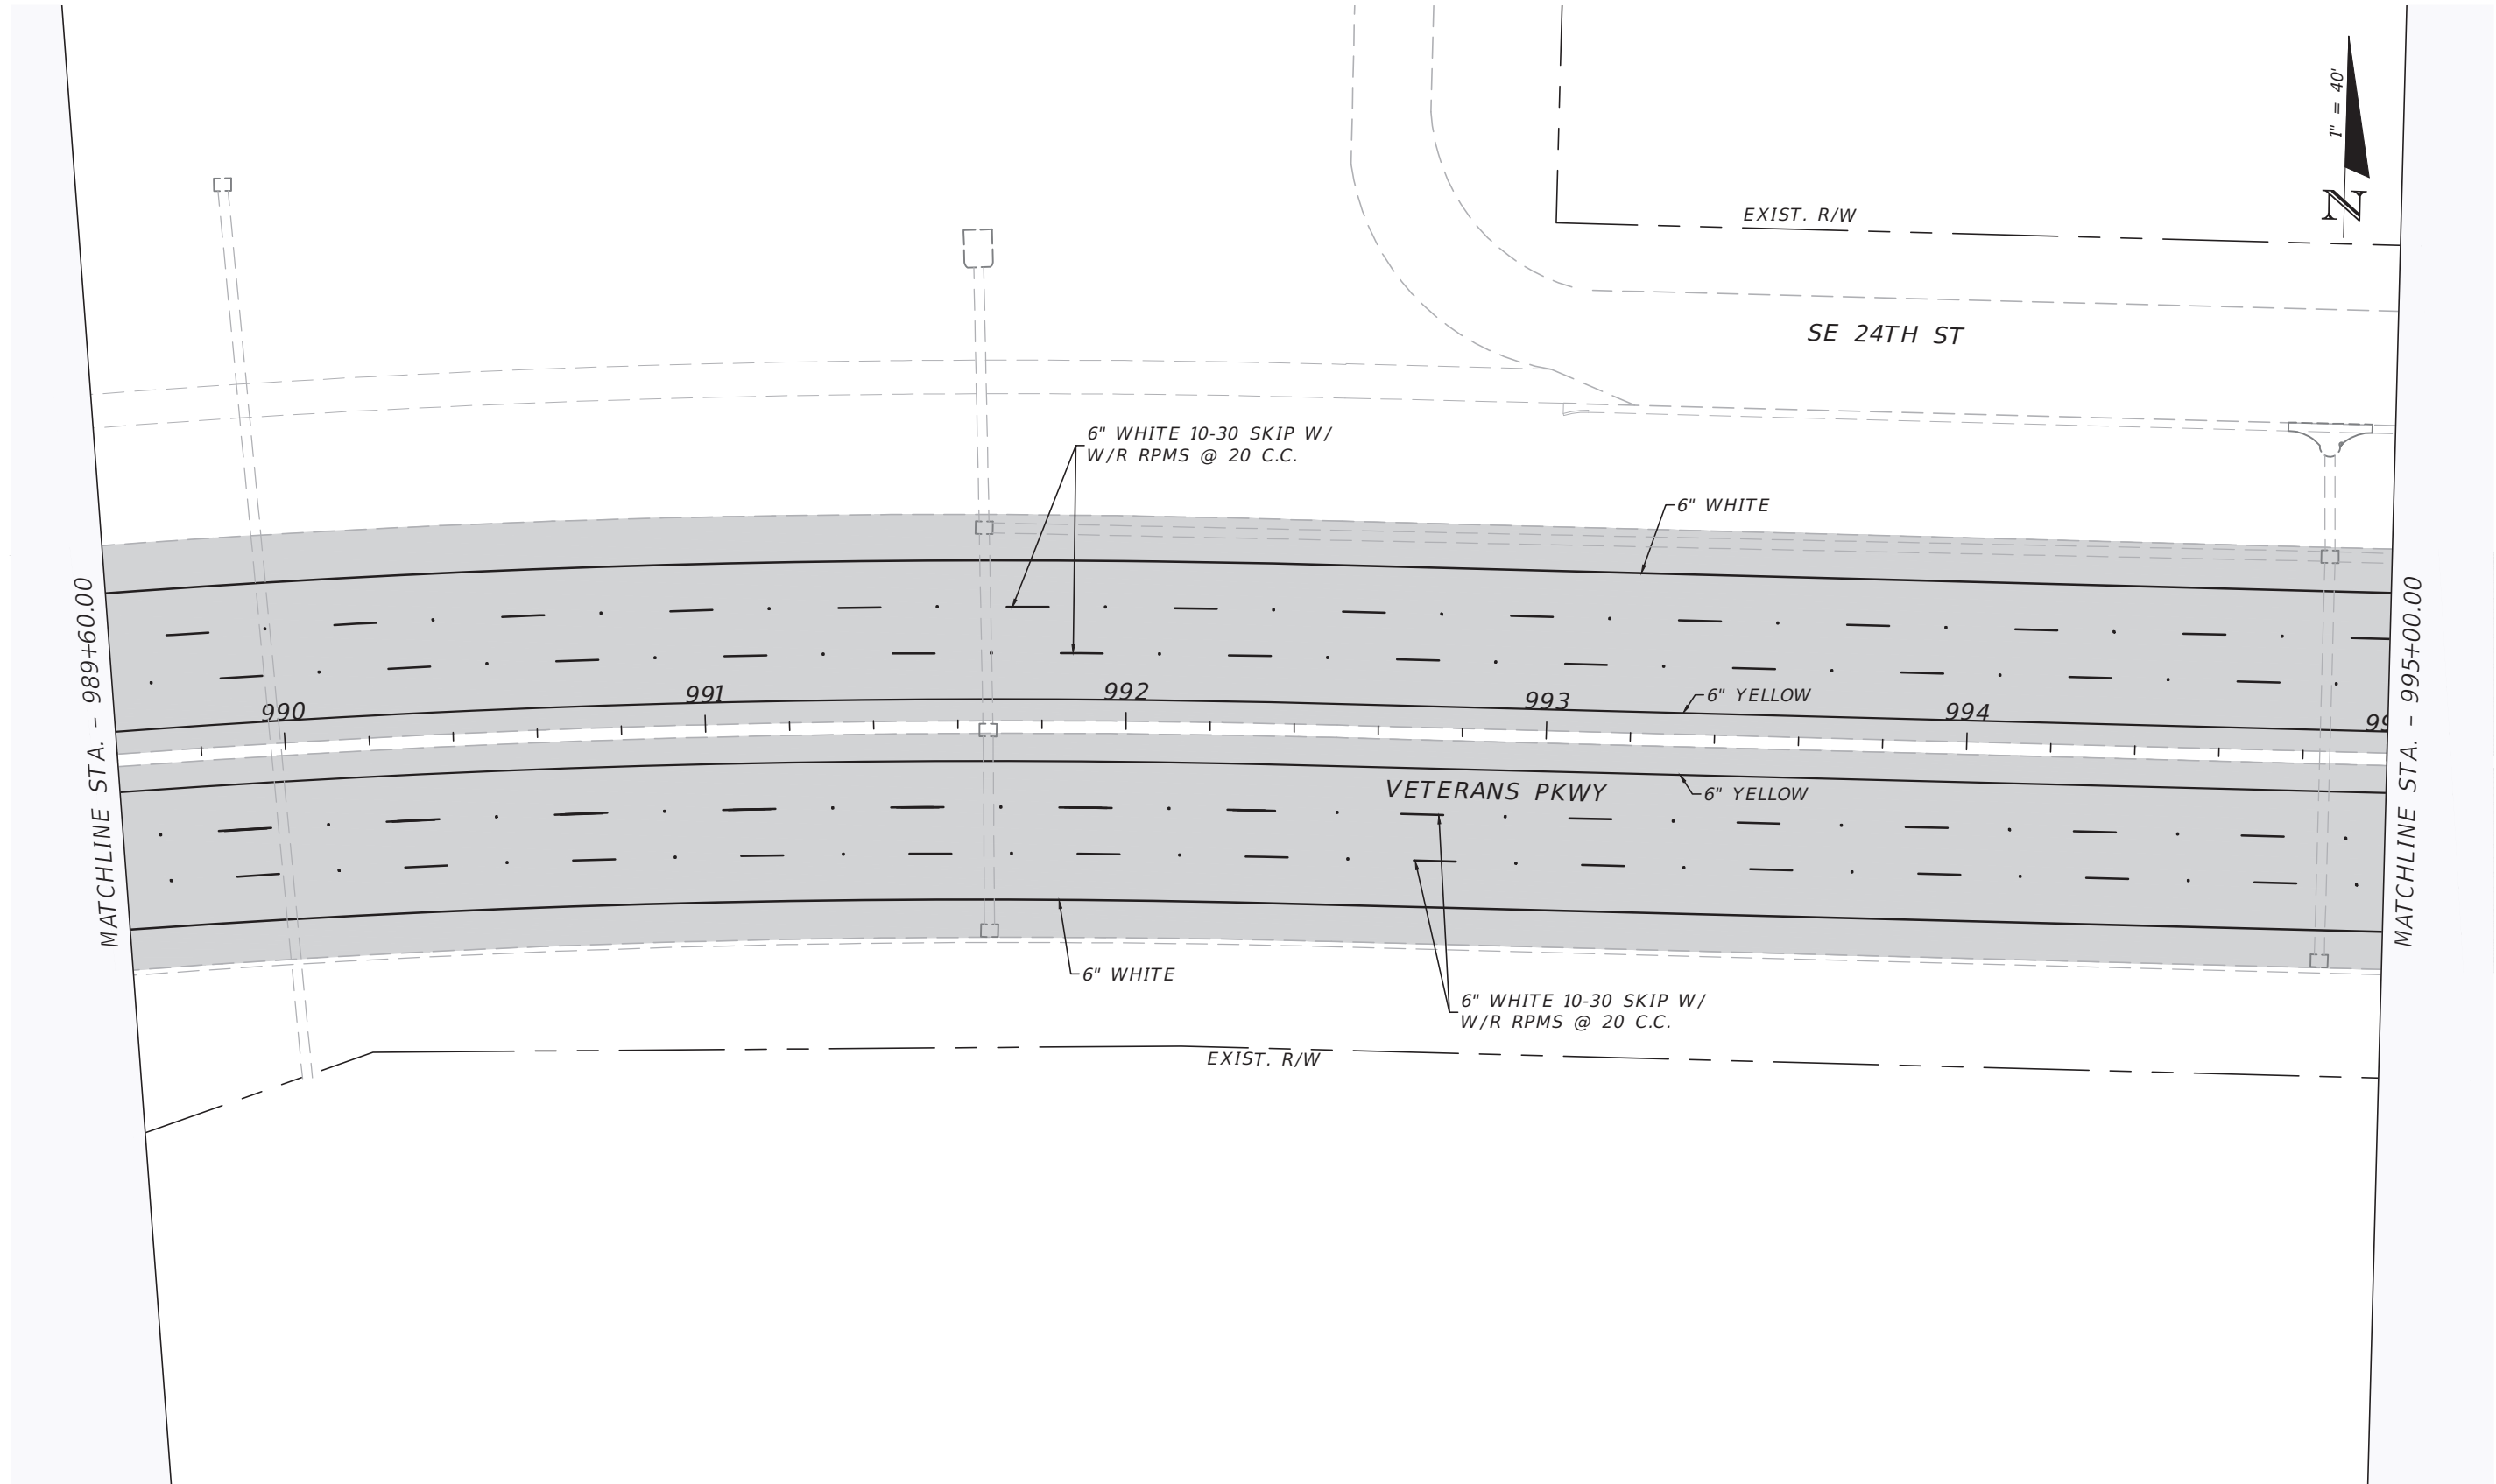 1" = 40'
N
EXIST. R/W
SE 24TH ST
6" WHITE 10-30 SKIP W/
W/R RPMS @ 20 C.C.
6" WHITE
MATCHLINE STA. - 989+60.00
MATCHLINE STA. - 995+00.00
990
991
992
993
994
99
6" YELLOW
VETERANS PKWY
6" YELLOW
6" WHITE
6" WHITE 10-30 SKIP W/
W/R RPMS @ 20 C.C.
EXIST. R/W